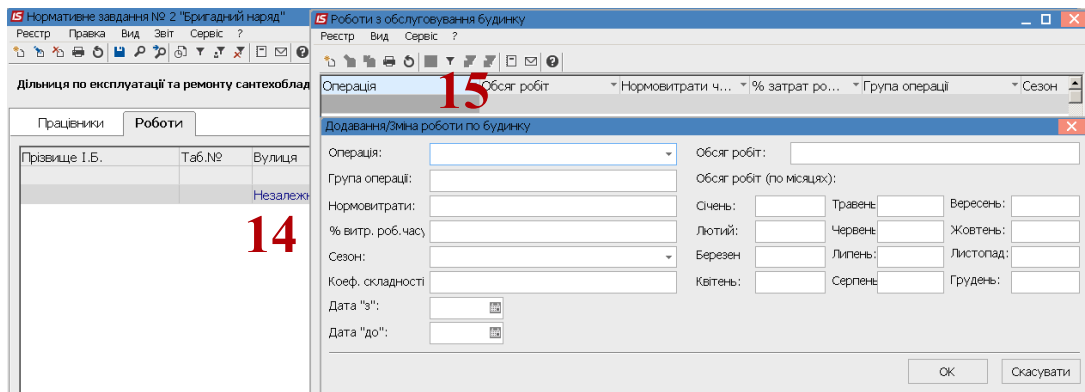 Нормативне завдання № 2 "Бригадний наряд"
Реєстр Правка Вид Звіт Сервіс ?
Дільниця по експлуатації та ремонту сантехоблад
Працівники Роботи
Прізвище І.Б. Таб.№ Вулиця
Незалежн
14
Роботи з обслуговування будинку
Реєстр Вид Сервіс ?
Операція Обсяг робіт Нормовитрати ч... % затрат ро... Група операції Сезон
15
Додавання/Зміна роботи по будинку
Операція: Обсяг робіт:
Група операції: Обсяг робіт (по місяцях):
Нормовитрати: Січень: Травень Вересень:
% витр. роб.часу Лютий: Червень Жовтень:
Сезон: Березен Липень: Листопад:
Коеф. складності Квітень: Серпень Грудень:
Дата "з":
Дата "до":
ОК Скасувати